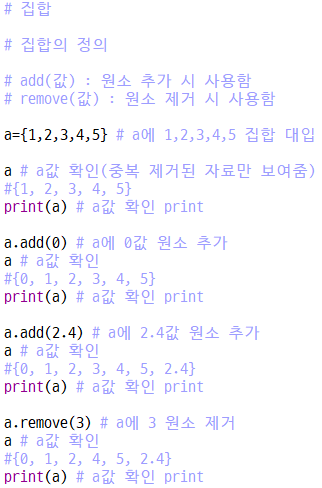 # 집합
# 집합의 정의
# add(값) : 원소 추가 시 사용함
# remove(값) : 원소 제거 시 사용함
a={1,2,3,4,5} # a에 1,2,3,4,5 집합 대입
a # a값 확인(중복 제거된 자료만 보여줌)
#{1, 2, 3, 4, 5}
print(a) # a값 확인 print
a.add(0) # a에 0값 원소 추가
a # a값 확인
#{0, 1, 2, 3, 4, 5}
print(a) # a값 확인 print
a.add(2.4) # a에 2.4값 원소 추가
a # a값 확인
#{0, 1, 2, 3, 4, 5, 2.4}
print(a) # a값 확인 print
a.remove(3) # a에 3 원소 제거
a # a값 확인
#{0, 1, 2, 4, 5, 2.4}
print(a) # a값 확인 print